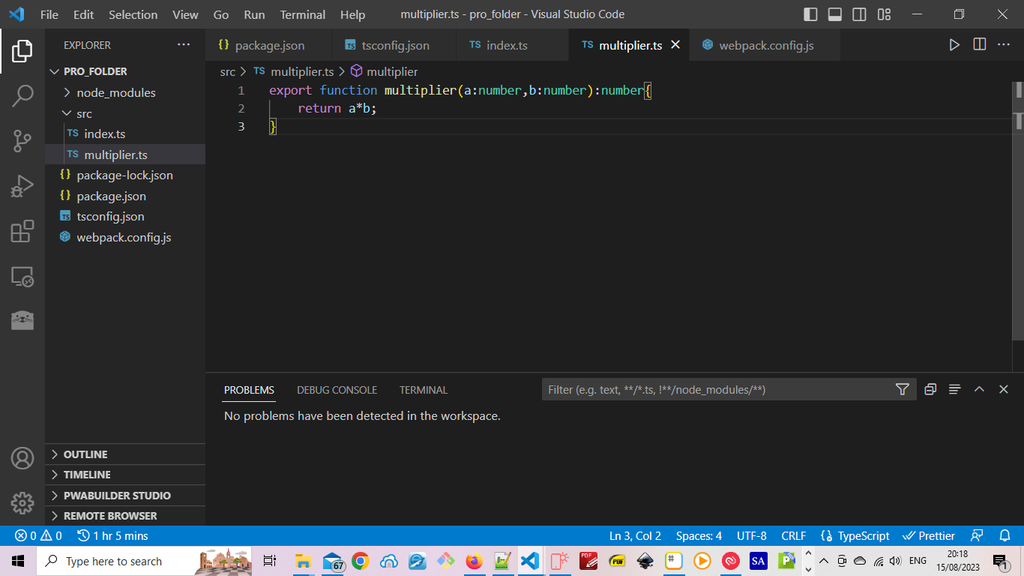 File Edit Selection View Go Run Terminal Help multiplier.ts - pro_folder - Visual Studio Code
EXPLORER
package.json
TS tsconfig.json
TS index.ts
TS multiplier.ts
webpack.config.js
PRO_FOLDER
node_modules
src
TS index.ts
TS multiplier.ts
{} package-lock.json
{} package.json
TS tsconfig.json
webpack.config.js
src > TS multiplier.ts > multiplier
1 export function multiplier(a:number,b:number):number{
2 return a*b;
3 }
PROBLEMS DEBUG CONSOLE TERMINAL Filter (e.g. text, **/*.ts, !**/node_modules/**)
No problems have been detected in the workspace.
OUTLINE
TIMELINE
PWABUILDER STUDIO
REMOTE BROWSER
0 0 1 hr 5 mins Ln 3, Col 2 Spaces: 4 UTF-8 CRLF {} TypeScript Prettier
Type here to search 67 PDF SA ENG 20:18
15/08/2023 1